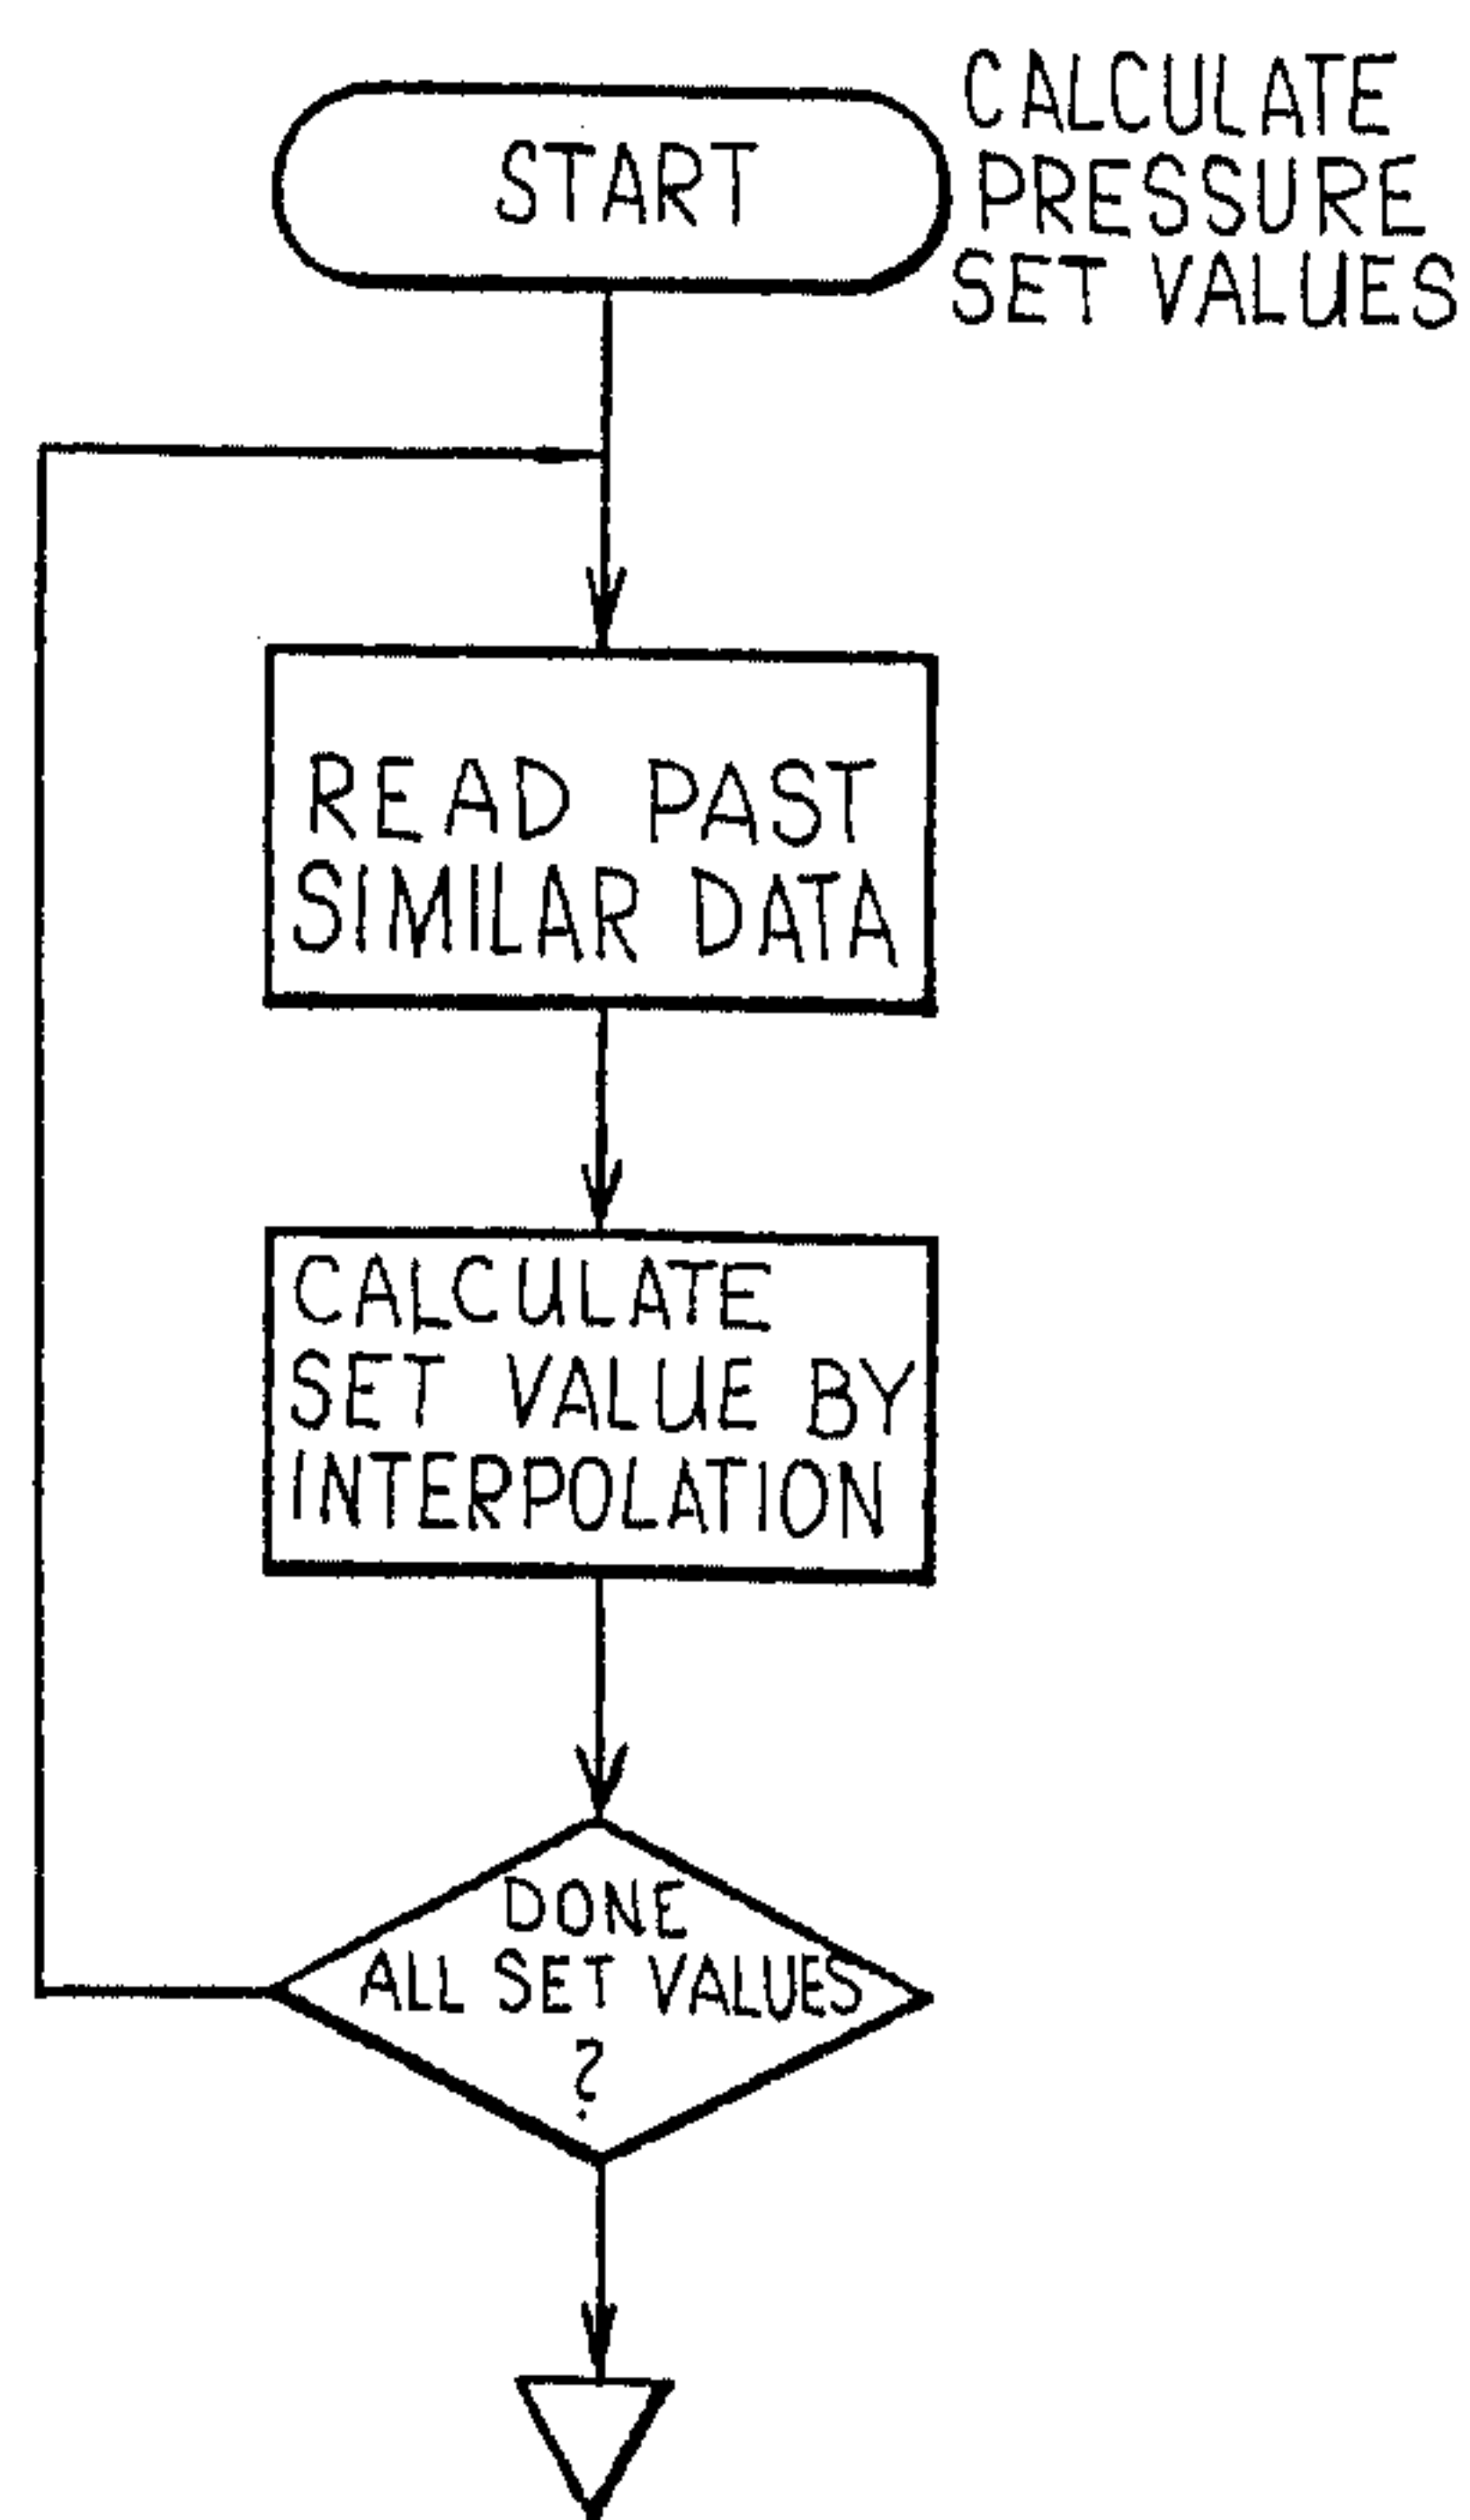 START
CALCULATE
PRESSURE
SET VALUES
READ PAST
SIMILAR DATA
CALCULATE
SET VALUE BY
INTERPOLATION
DONE
ALL SET VALUES
?